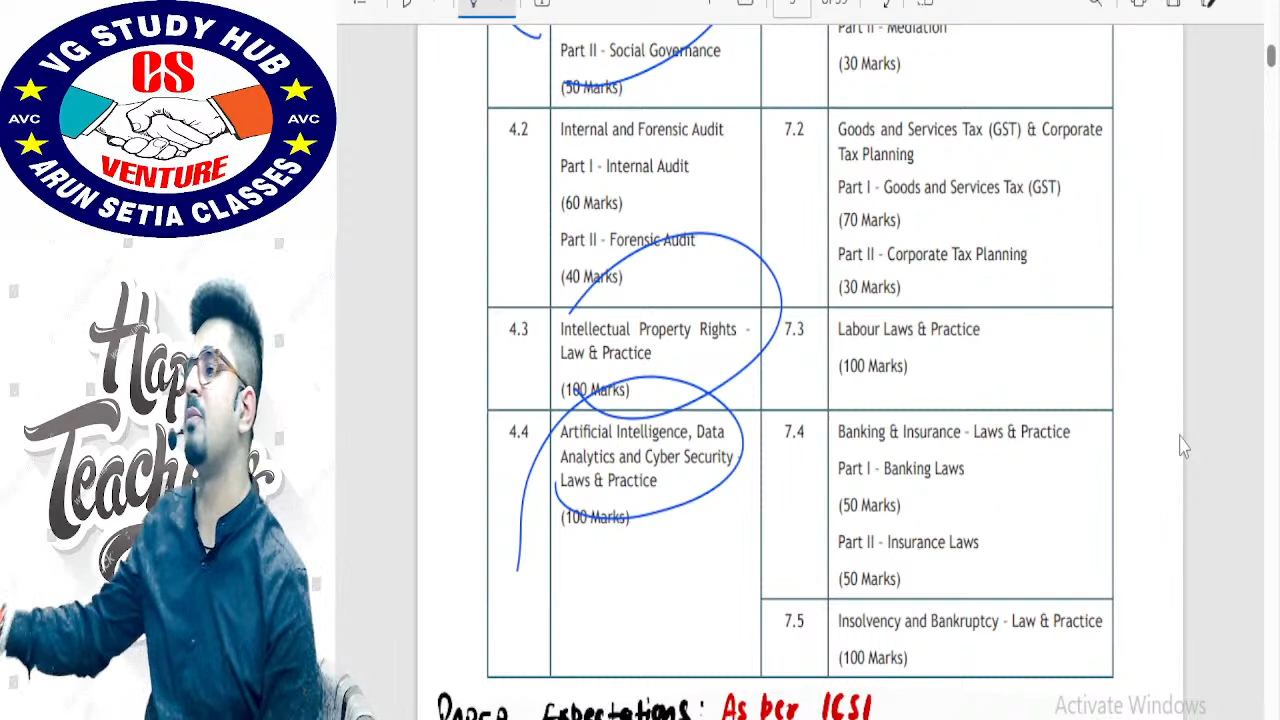 VG STUDY HUB
CS
AVC
AVC
VENTURE
ARUN SETIA CLASSES
Happy
Teachers
Part II - Social Governance
(50 Marks)
Part II - Mediation
(30 Marks)
4.2
Internal and Forensic Audit
Part I - Internal Audit
(60 Marks)
Part II - Forensic Audit
(40 Marks)
7.2
Goods and Services Tax (GST) & Corporate
Tax Planning
Part I - Goods and Services Tax (GST)
(70 Marks)
Part II - Corporate Tax Planning
(30 Marks)
4.3
Intellectual Property Rights -
Law & Practice
(100 Marks)
7.3
Labour Laws & Practice
(100 Marks)
4.4
Artificial Intelligence, Data
Analytics and Cyber Security
Laws & Practice
(100 Marks)
7.4
Banking & Insurance - Laws & Practice
Part I - Banking Laws
(50 Marks)
Part II - Insurance Laws
(50 Marks)
7.5
Insolvency and Bankruptcy - Law & Practice
(100 Marks)
Paper Expectations: As per ICSI
Activate Windows